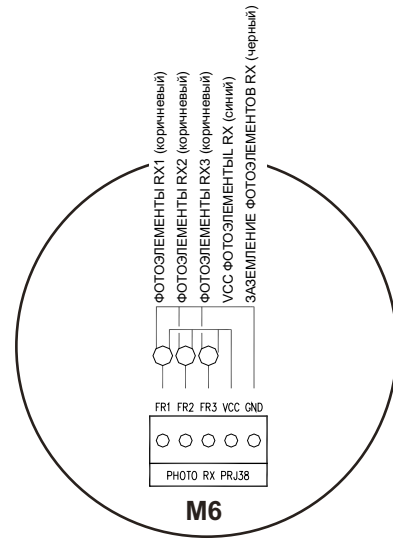 ФОТОЭЛЕМЕНТЫ RX1 (коричневый)
ФОТОЭЛЕМЕНТЫ RX2 (коричневый)
ФОТОЭЛЕМЕНТЫ RX3 (коричневый)
VCC ФОТОЭЛЕМЕНТЫL RX (синий)
ЗАЗЕМЛЕНИЕ ФОТОЭЛЕМЕНТОВ RX (черный)
FR1 FR2 FR3 VCC GND
PHOTO RX PRJ38
M6